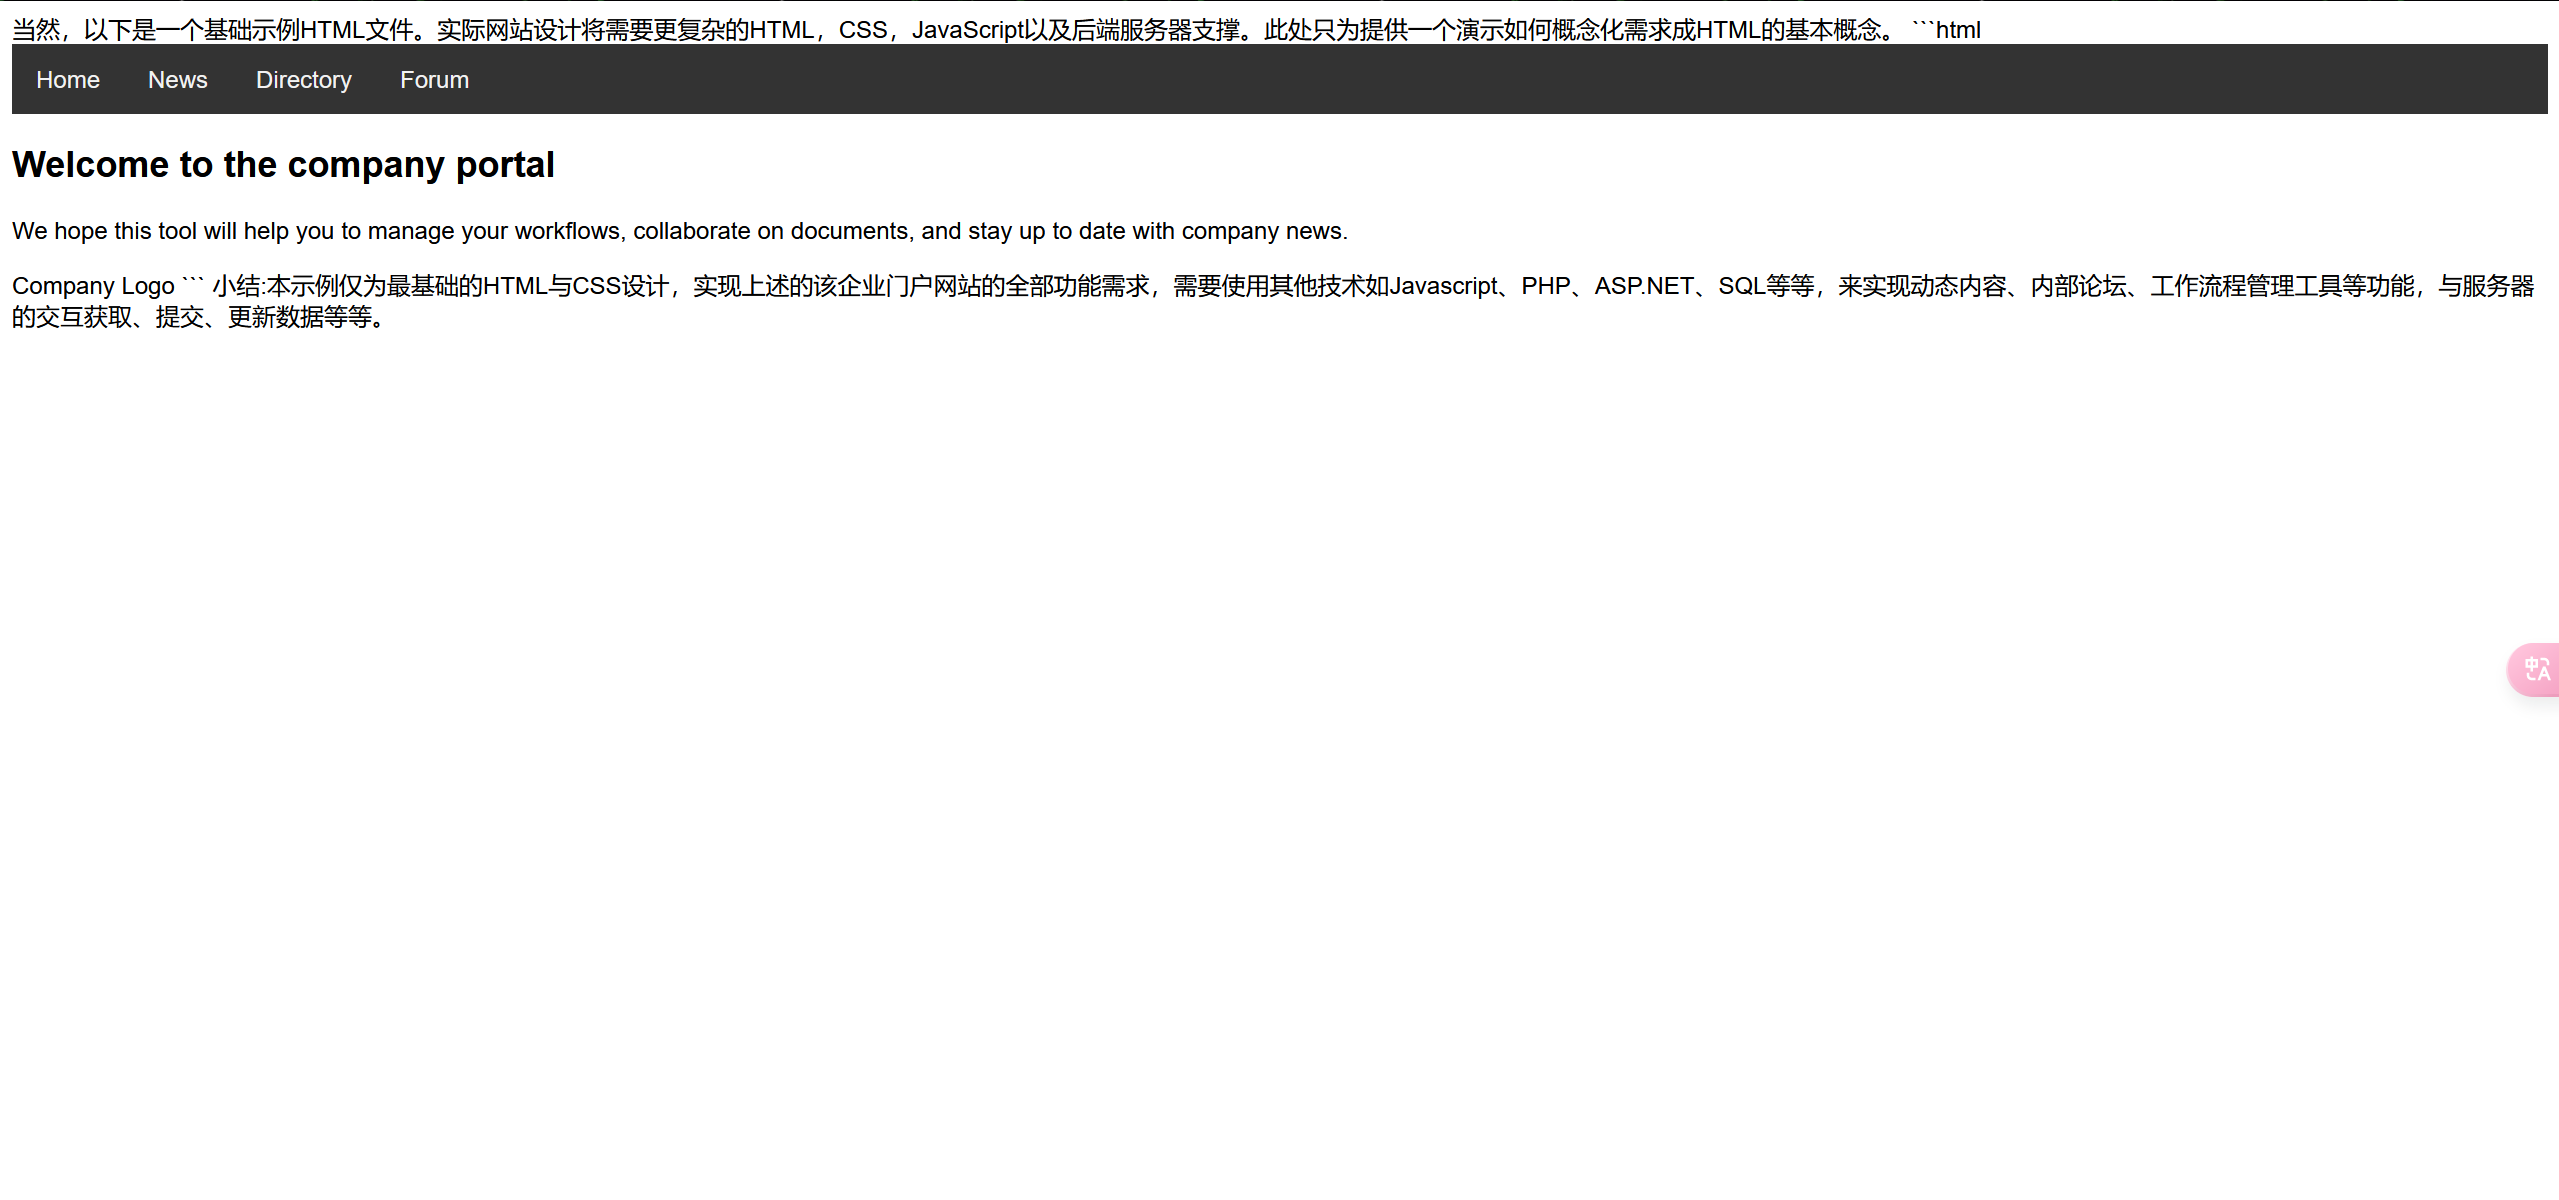 当然，以下是一个基础示例HTML文件。实际网站设计将需要更复杂的HTML，CSS，JavaScript以及后端服务器支撑。此处只为提供一个演示如何概念化需求成HTML的基本概念。 ```html
Home News Directory Forum
Welcome to the company portal
We hope this tool will help you to manage your workflows, collaborate on documents, and stay up to date with company news.
Company Logo ``` 小结:本示例仅为最基础的HTML与CSS设计，实现上述的该企业门户网站的全部功能需求，需要使用其他技术如Javascript、PHP、ASP.NET、SQL等等，来实现动态内容、内部论坛、工作流程管理工具等功能，与服务器
的交互获取、提交、更新数据等等。
中A